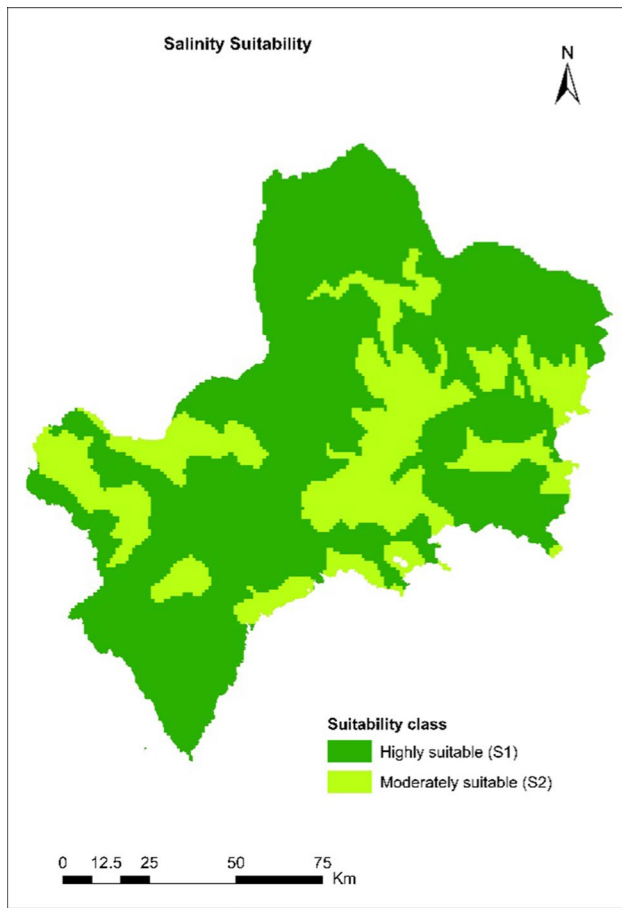 Salinity Suitability
N
Suitability class
Highly suitable (S1)
Moderately suitable (S2)
0 12.5 25 50 75
Km